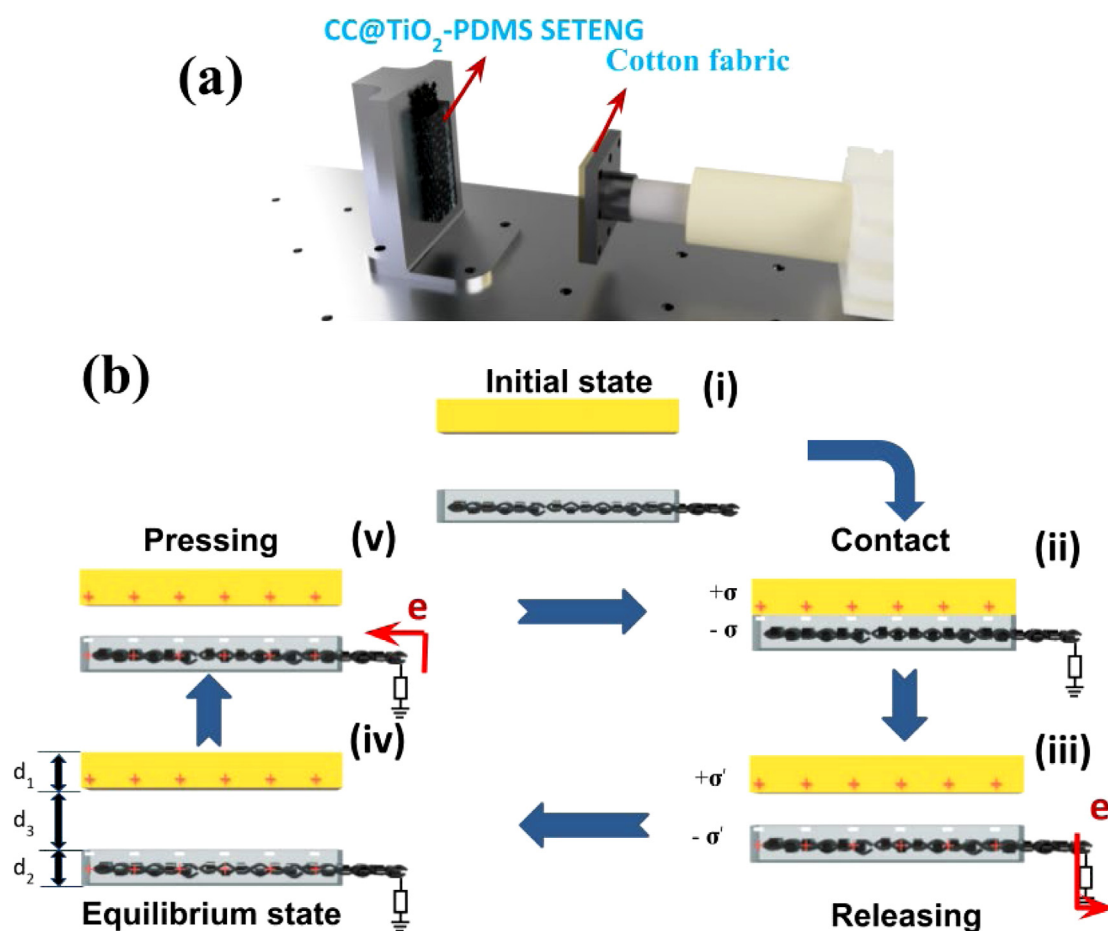 CC@TiO₂-PDMS SETENG
(a)
Cotton fabric
(b)
Initial state
(i)
Pressing
(v)
e
Contact
(ii)
+σ
- σ
(iv)
d₁
d₃
d₂
Equilibrium state
(iii)
+σ'
- σ'
e
Releasing